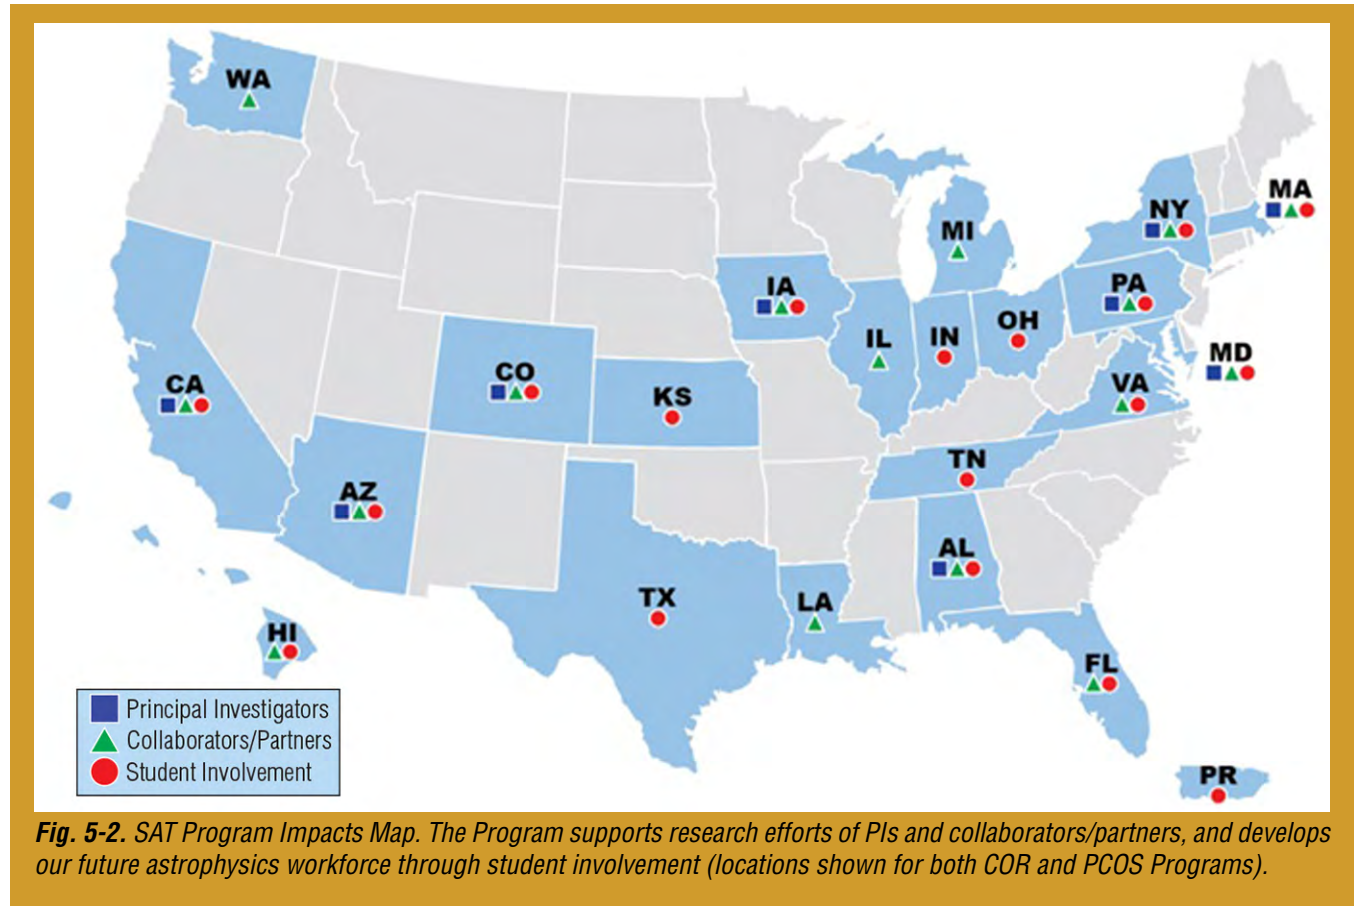 WA
MA
NY
MI
PA
IA
OH
IN
IL
MD
CO
VA
CA
KS
TN
AZ
AL
TX
LA
HI
FL
PR
Principal Investigators
Collaborators/Partners
Student Involvement
Fig. 5-2. SAT Program Impacts Map. The Program supports research efforts of PIs and collaborators/partners, and develops
our future astrophysics workforce through student involvement (locations shown for both COR and PCOS Programs).